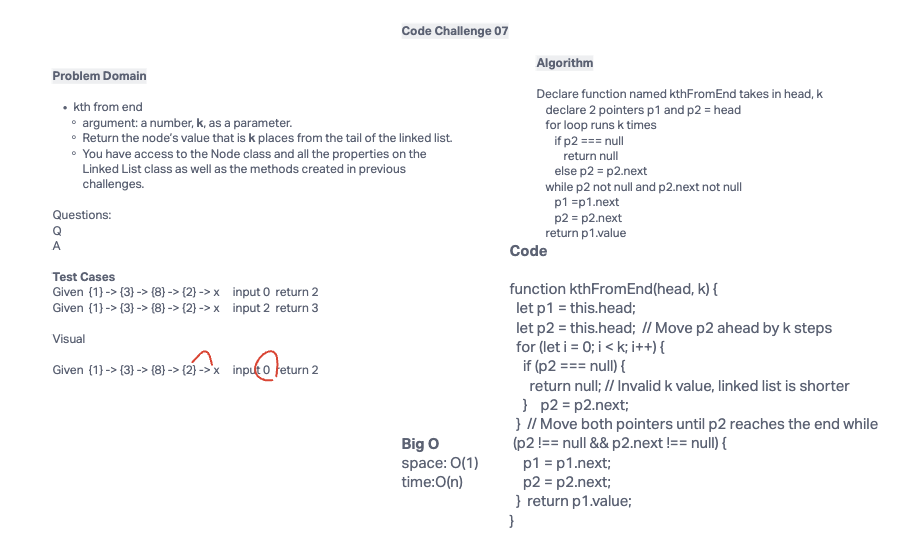 Code Challenge 07
Problem Domain
• kth from end
◦ argument: a number, k, as a parameter.
◦ Return the node's value that is k places from the tail of the linked list.
◦ You have access to the Node class and all the properties on the
Linked List class as well as the methods created in previous
challenges.
Questions:
Q
A
Test Cases
Given {1} -> {3} -> {8} -> {2} -> x input 0 return 2
Given {1} -> {3} -> {8} -> {2} -> x input 2 return 3
Visual
Given {1} -> {3} -> {8} -> {2} -> x input 0 return 2
Algorithm
Declare function named kthFromEnd takes in head, k
declare 2 pointers p1 and p2 = head
for loop runs k times
if p2 === null
return null
else p2 = p2.next
while p2 not null and p2.next not null
p1 =p1.next
p2 = p2.next
return p1.value
Code
function kthFromEnd(head, k) {
let p1 = this.head;
let p2 = this.head; // Move p2 ahead by k steps
for (let i = 0; i < k; i++) {
if (p2 === null) {
return null; // Invalid k value, linked list is shorter
} p2 = p2.next;
} // Move both pointers until p2 reaches the end while
(p2 !== null && p2.next !== null) {
p1 = p1.next;
p2 = p2.next;
} return p1.value;
}
Big O
space: O(1)
time:O(n)